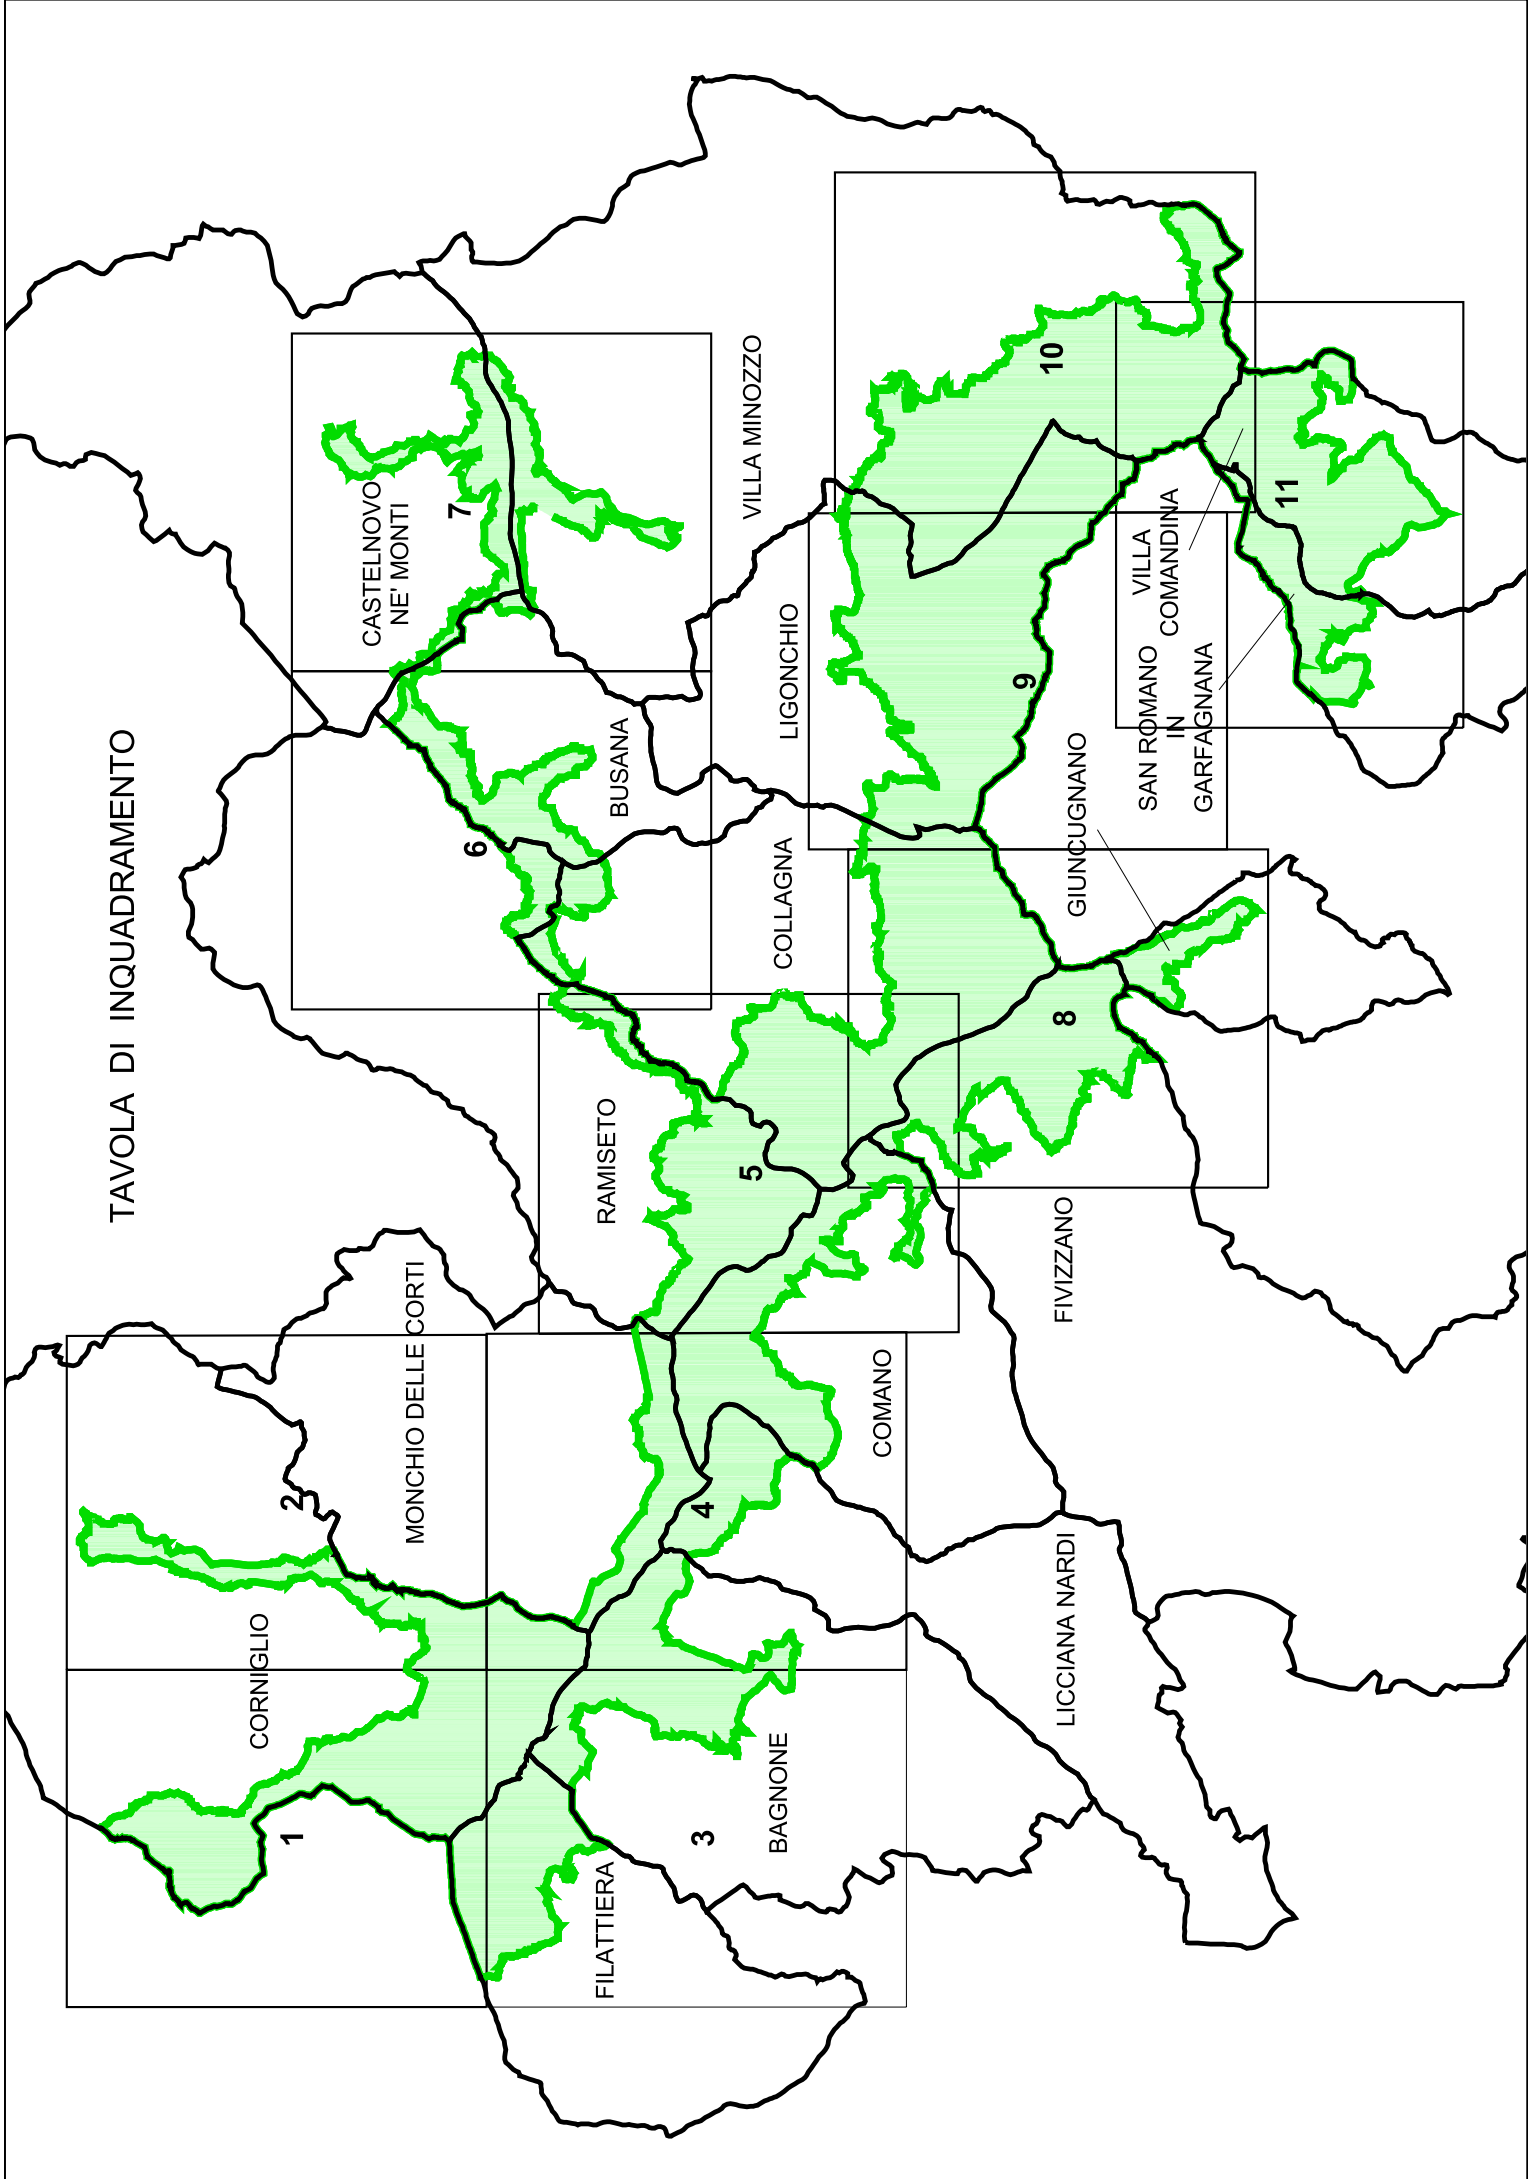 TAVOLA DI INQUADRAMENTO
1
CORNIGLIO
2
MONCHIO DELLE CORTI
3
FILATTIERA
BAGNONE
4
COMANO
LICCIANA NARDI
5
RAMISETO
FIVIZZANO
6
BUSANA
COLLAGNA
7
CASTELNOVO
NE' MONTI
VILLA MINOZZO
LIGONCHIO
8
GIUNCUGNANO
9
SAN ROMANO
IN
GARFAGNANA
VILLA
COMANDINA
10
11